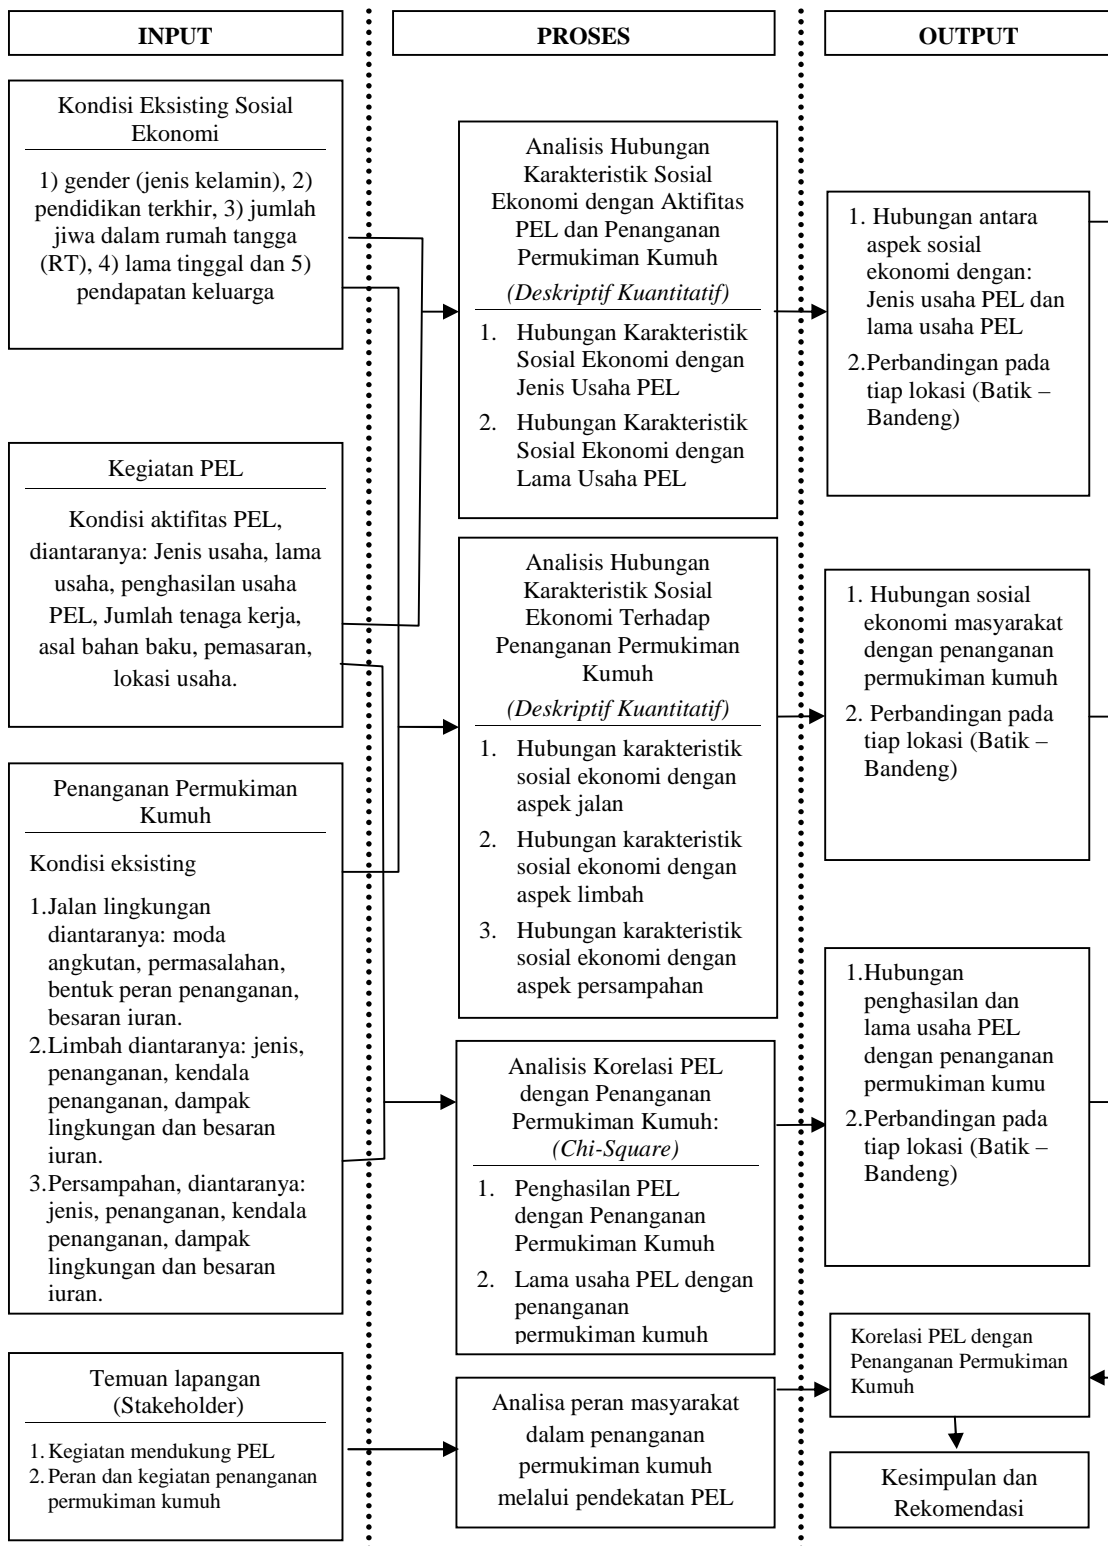 INPUT
Kondisi Eksisting Sosial
Ekonomi
1) gender (jenis kelamin), 2)
pendidikan terkhir, 3) jumlah
jiwa dalam rumah tangga
(RT), 4) lama tinggal dan 5)
pendapatan keluarga
Kegiatan PEL
Kondisi aktifitas PEL,
diantaranya: Jenis usaha, lama
usaha, penghasilan usaha
PEL, Jumlah tenaga kerja,
asal bahan baku, pemasaran,
lokasi usaha.
Penanganan Permukiman
Kumuh
Kondisi eksisting
1.Jalan lingkungan
diantaranya: moda
angkutan, permasalahan,
bentuk peran penanganan,
besaran iuran.
2.Limbah diantaranya: jenis,
penanganan, kendala
penanganan, dampak
lingkungan dan besaran
iuran.
3.Persampahan, diantaranya:
jenis, penanganan, kendala
penanganan, dampak
lingkungan dan besaran
iuran.
Temuan lapangan
(Stakeholder)
1. Kegiatan mendukung PEL
2. Peran dan kegiatan penanganan
permukiman kumuh
PROSES
Analisis Hubungan
Karakteristik Sosial
Ekonomi dengan Aktifitas
PEL dan Penanganan
Permukiman Kumuh
(Deskriptif Kuantitatif)
1. Hubungan Karakteristik
Sosial Ekonomi dengan
Jenis Usaha PEL
2. Hubungan Karakteristik
Sosial Ekonomi dengan
Lama Usaha PEL
Analisis Hubungan
Karakteristik Sosial
Ekonomi Terhadap
Penanganan Permukiman
Kumuh
(Deskriptif Kuantitatif)
1. Hubungan karakteristik
sosial ekonomi dengan
aspek jalan
2. Hubungan karakteristik
sosial ekonomi dengan
aspek limbah
3. Hubungan karakteristik
sosial ekonomi dengan
aspek persampahan
Analisis Korelasi PEL
dengan Penanganan
Permukiman Kumuh:
(Chi-Square)
1. Penghasilan PEL
dengan Penanganan
Permukiman Kumuh
2. Lama usaha PEL dengan
penanganan
permukiman kumuh
Analisa peran masyarakat
dalam penanganan
permukiman kumuh
melalui pendekatan PEL
OUTPUT
1. Hubungan antara
aspek sosial
ekonomi dengan:
Jenis usaha PEL dan
lama usaha PEL
2.Perbandingan pada
tiap lokasi (Batik –
Bandeng)
1. Hubungan sosial
ekonomi masyarakat
dengan penanganan
permukiman kumuh
2. Perbandingan pada
tiap lokasi (Batik –
Bandeng)
1.Hubungan
penghasilan dan
lama usaha PEL
dengan penanganan
permukiman kumu
2.Perbandingan pada
tiap lokasi (Batik –
Bandeng)
Korelasi PEL dengan
Penanganan Permukiman
Kumuh
Kesimpulan dan
Rekomendasi